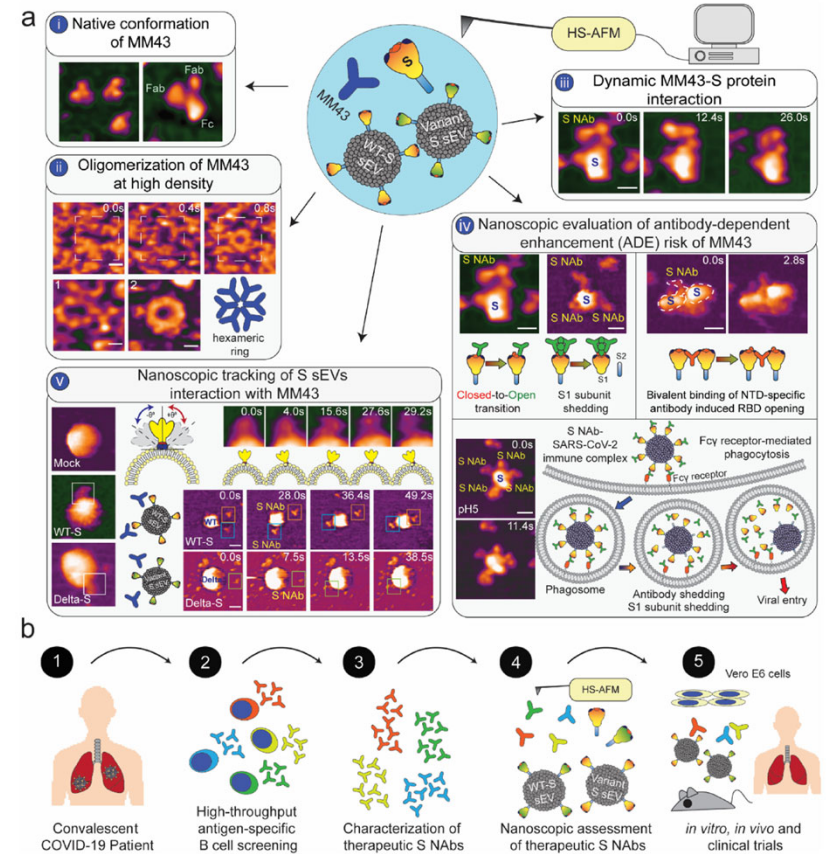 a
i
Native conformation
of MM43
Fab
Fab
Fc
MM43
S
WT-S
sEV
Variant
S sEV
HS-AFM
iii
Dynamic MM43-S protein
interaction
S NAb
0.0s
12.4s
26.0s
S
ii
Oligomerization of MM43
at high density
0.0s
0.4s
0.8s
1
2
hexameric
ring
iv
Nanoscopic evaluation of antibody-dependent
enhancement (ADE) risk of MM43
S NAb
S
S NAb
S
S NAb
S NAb
S NAb
0.0s
S
2.8s
S2
S1
Closed-to-Open
transition
S1 subunit
shedding
Bivalent binding of NTD-specific
antibody induced RBD opening
0.0s
S NAb
S NAb
S
S NAb
S NAb
pH5
11.4s
S NAb-
SARS-CoV-2
immune complex
Fcγ receptor-mediated
phagocytosis
Fcγ receptor
Phagosome
Antibody shedding
S1 subunit shedding
Viral entry
v
Nanoscopic tracking of S sEVs
interaction with MM43
Mock
WT-S
Delta-S
0.0s
4.0s
15.6s
27.6s
29.2s
WT-S
sEV
Variant
S sEV
0.0s
28.0s
36.4s
49.2s
WT
S NAb
S NAb
WT-S
0.0s
7.5s
13.5s
38.5s
Delta
S NAb
Delta-S
b
1
2
3
4
5
HS-AFM
Vero E6 cells
WT-S
sEV
Variant
S sEV
Convalescent
COVID-19 Patient
High-throughput
antigen-specific
B cell screening
Characterization of
therapeutic S NAbs
Nanoscopic assessment
of therapeutic S NAbs
in vitro, in vivo and
clinical trials